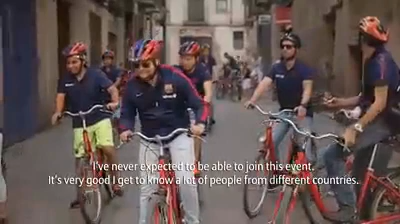 'I've never expected to be able to join this event.
It's very good I get to know a lot of people from different countries.